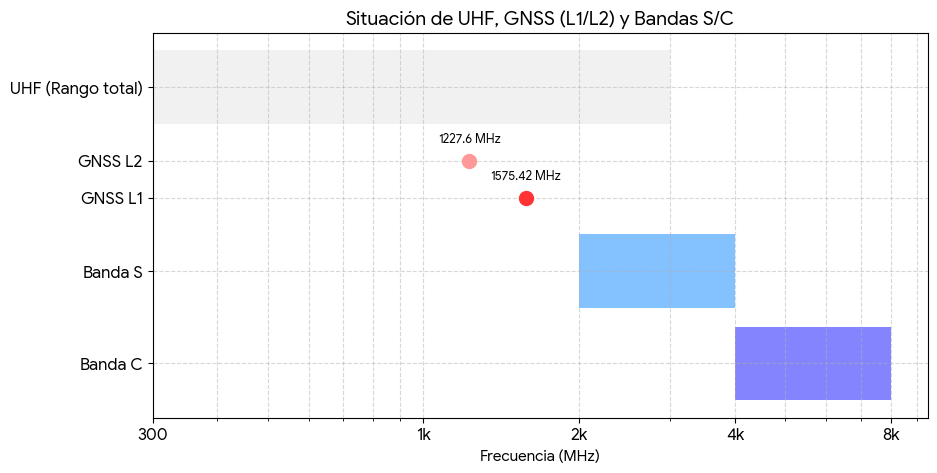 Situación de UHF, GNSS (L1/L2) y Bandas S/C
UHF (Rango total)
1227.6 MHz
GNSS L2
1575.42 MHz
GNSS L1
Banda S
Banda C
300 1k 2k 4k 8k
Frecuencia (MHz)